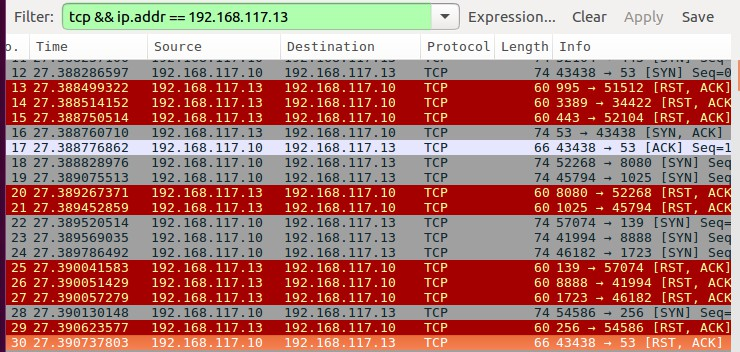 Filter: tcp && ip.addr == 192.168.117.13 Expression... Clear Apply Save
o. Time Source Destination Protocol Length Info
12 27.388286597 192.168.117.10 192.168.117.13 TCP 74 43438 → 53 [SYN] Seq=0
13 27.388499322 192.168.117.13 192.168.117.10 TCP 60 995 → 51512 [RST, ACK]
14 27.388514152 192.168.117.13 192.168.117.10 TCP 60 3389 → 34422 [RST, ACK
15 27.388750514 192.168.117.13 192.168.117.10 TCP 60 443 → 52104 [RST, ACK]
16 27.388760710 192.168.117.13 192.168.117.10 TCP 74 53 → 43438 [SYN, ACK]
17 27.388776862 192.168.117.10 192.168.117.13 TCP 66 43438 → 53 [ACK] Seq=1
18 27.388828976 192.168.117.10 192.168.117.13 TCP 74 52268 → 8080 [SYN] Seq
19 27.389075513 192.168.117.10 192.168.117.13 TCP 74 45794 → 1025 [SYN] Seq
20 27.389267371 192.168.117.13 192.168.117.10 TCP 60 8080 → 52268 [RST, ACK
21 27.389452859 192.168.117.13 192.168.117.10 TCP 60 1025 → 45794 [RST, ACK
22 27.389520514 192.168.117.10 192.168.117.13 TCP 74 57074 → 139 [SYN] Seq=
23 27.389569035 192.168.117.10 192.168.117.13 TCP 74 41994 → 8888 [SYN] Seq
24 27.389786492 192.168.117.10 192.168.117.13 TCP 74 46182 → 1723 [SYN] Seq
25 27.390041583 192.168.117.13 192.168.117.10 TCP 60 139 → 57074 [RST, ACK]
26 27.390051429 192.168.117.13 192.168.117.10 TCP 60 8888 → 41994 [RST, ACK
27 27.390057279 192.168.117.13 192.168.117.10 TCP 60 1723 → 46182 [RST, ACK
28 27.390130148 192.168.117.10 192.168.117.13 TCP 74 54586 → 256 [SYN] Seq=
29 27.390623577 192.168.117.13 192.168.117.10 TCP 60 256 → 54586 [RST, ACK]
30 27.390737803 192.168.117.10 192.168.117.13 TCP 66 43438 → 53 [RST, ACK]